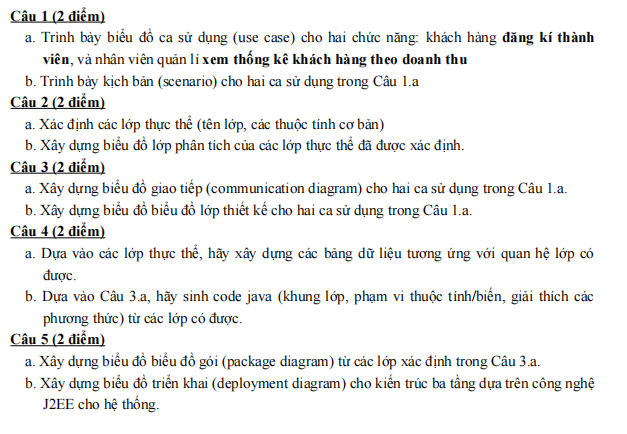 Câu 1 (2 điểm)
a. Trình bày biểu đồ ca sử dụng (use case) cho hai chức năng: khách hàng đăng kí thành
viên, và nhân viên quản lí xem thống kê khách hàng theo doanh thu
b. Trình bày kịch bản (scenario) cho hai ca sử dụng trong Câu 1.a
Câu 2 (2 điểm)
a. Xác định các lớp thực thể (tên lớp, các thuộc tính cơ bản)
b. Xây dựng biểu đồ lớp phân tích của các lớp thực thể đã được xác định.
Câu 3 (2 điểm)
a. Xây dựng biểu đồ giao tiếp (communication diagram) cho hai ca sử dụng trong Câu 1.a.
b. Xây dựng biểu đồ biểu đồ lớp thiết kế cho hai ca sử dụng trong Câu 1.a.
Câu 4 (2 điểm)
a. Dựa vào các lớp thực thể, hãy xây dựng các bảng dữ liệu tương ứng với quan hệ lớp có
được.
b. Dựa vào Câu 3.a, hãy sinh code java (khung lớp, phạm vi thuộc tính/biến, giải thích các
phương thức) từ các lớp có được.
Câu 5 (2 điểm)
a. Xây dựng biểu đồ biểu đồ gói (package diagram) từ các lớp xác định trong Câu 3.a.
b. Xây dựng biểu đồ triển khai (deployment diagram) cho kiến trúc ba tầng dựa trên công nghệ
J2EE cho hệ thống.